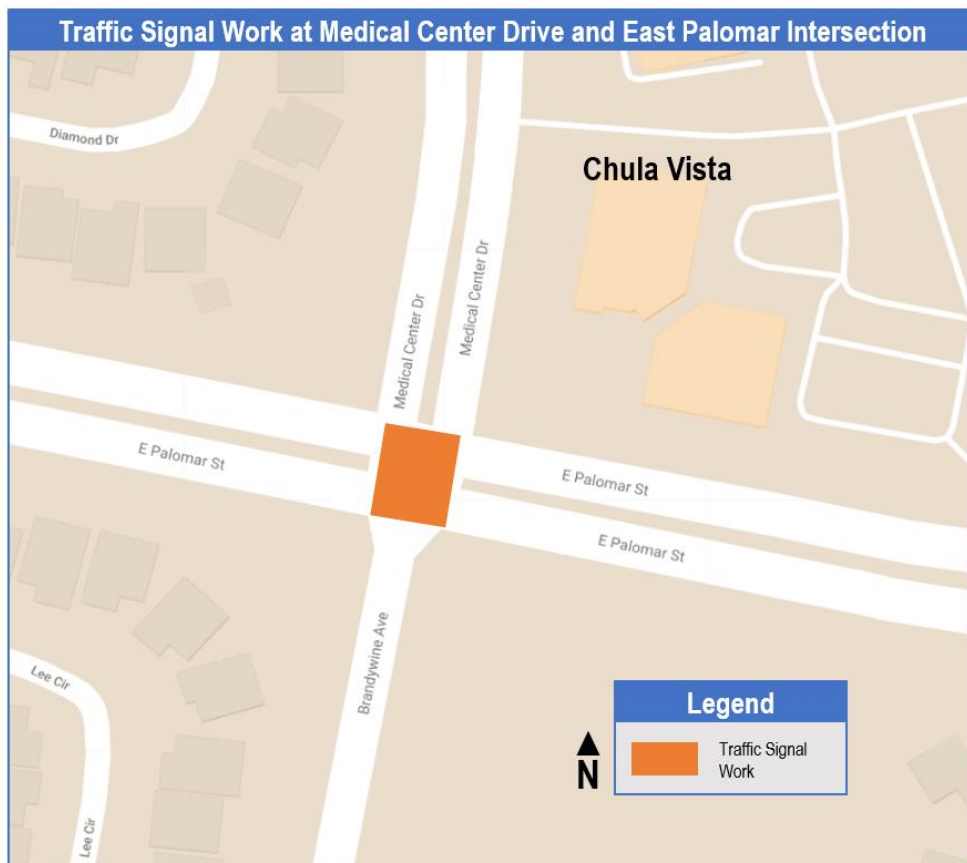 Traffic Signal Work at Medical Center Drive and East Palomar Intersection
Diamond Dr
Chula Vista
Medical Center Dr
Medical Center Dr
E Palomar St
E Palomar St
E Palomar St
Brandywine Ave
Lee Cir
Lee Cir
Legend
Traffic Signal
Work
N